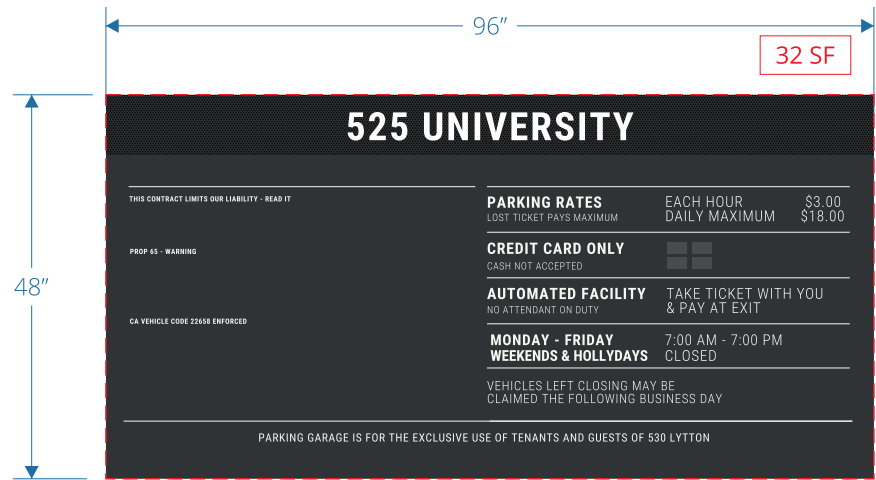 96”
32 SF
48”
525 UNIVERSITY
THIS CONTRACT LIMITS OUR LIABILITY - READ IT
PROP 65 - WARNING
CA VEHICLE CODE 22658 ENFORCED
PARKING RATES
LOST TICKET PAYS MAXIMUM
EACH HOUR $3.00
DAILY MAXIMUM $18.00
CREDIT CARD ONLY
CASH NOT ACCEPTED
AUTOMATED FACILITY
NO ATTENDANT ON DUTY
TAKE TICKET WITH YOU
& PAY AT EXIT
MONDAY - FRIDAY 7:00 AM - 7:00 PM
WEEKENDS & HOLLYDAYS CLOSED
VEHICLES LEFT CLOSING MAY BE
CLAIMED THE FOLLOWING BUSINESS DAY
PARKING GARAGE IS FOR THE EXCLUSIVE USE OF TENANTS AND GUESTS OF 530 LYTTON